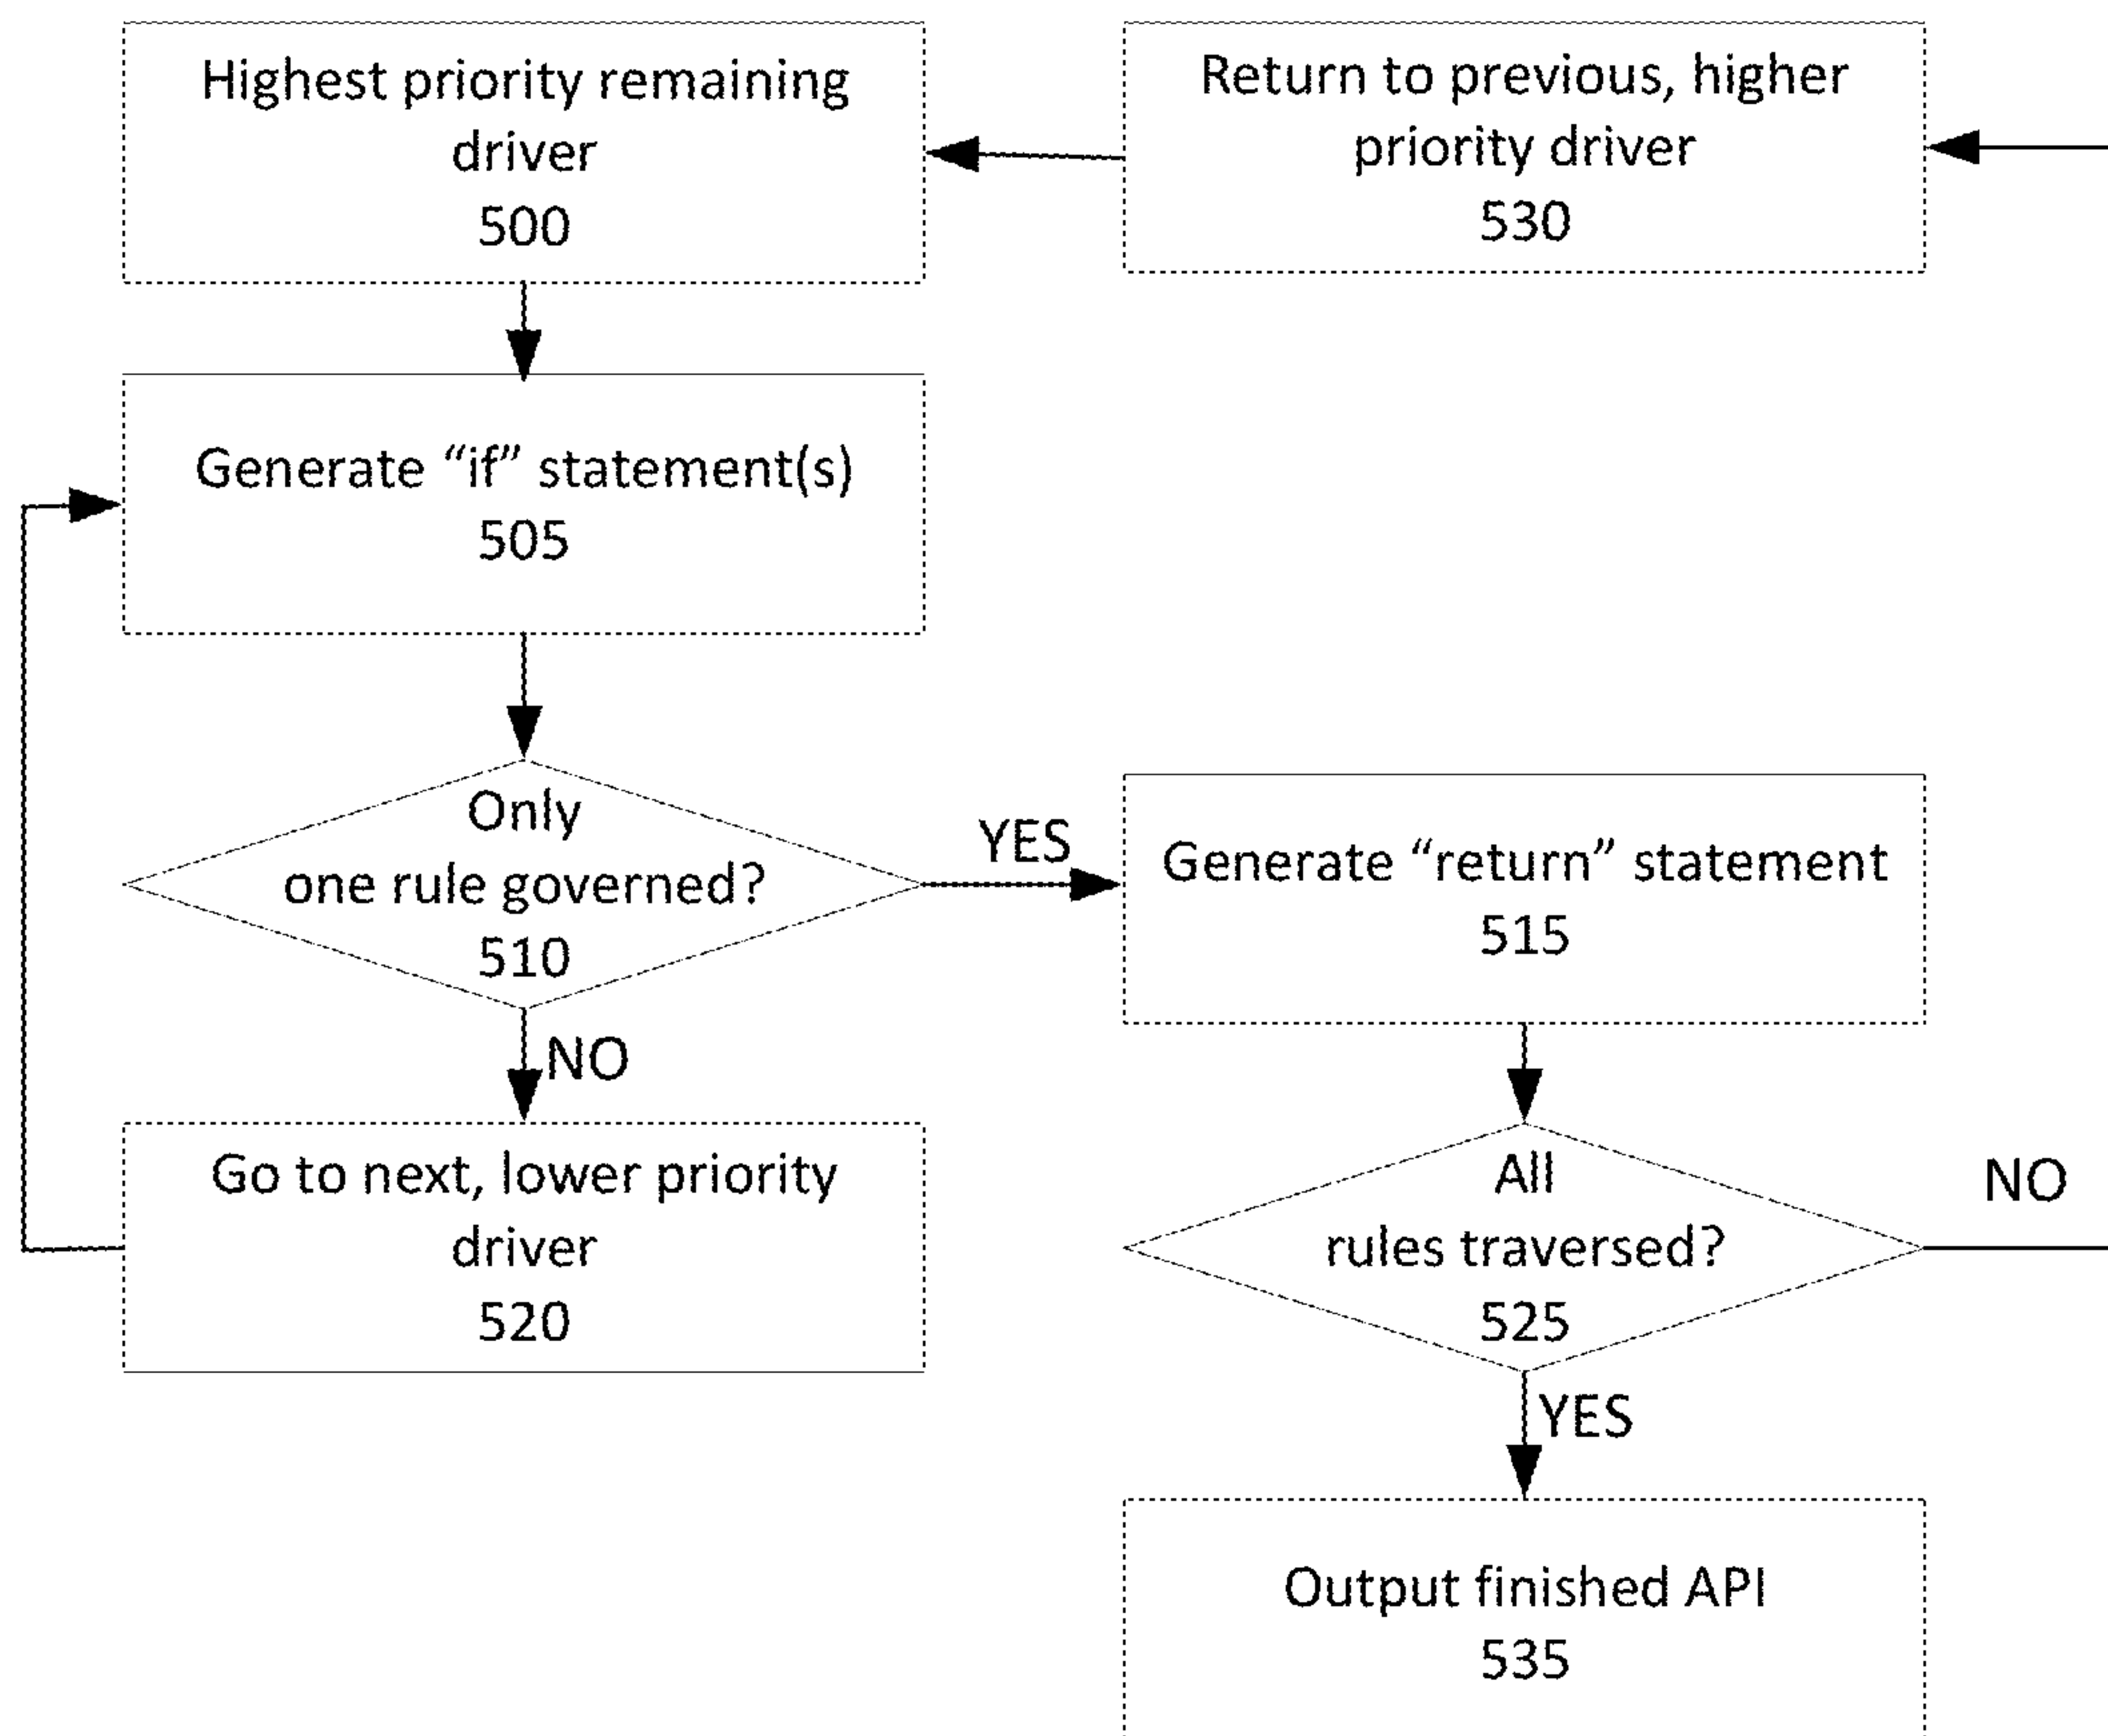 Highest priority remaining
driver
500
Return to previous, higher
priority driver
530
Generate “if” statement(s)
505
Only
one rule governed?
510
YES
Generate “return” statement
515
NO
Go to next, lower priority
driver
520
All
rules traversed?
525
NO
YES
Output finished API
535